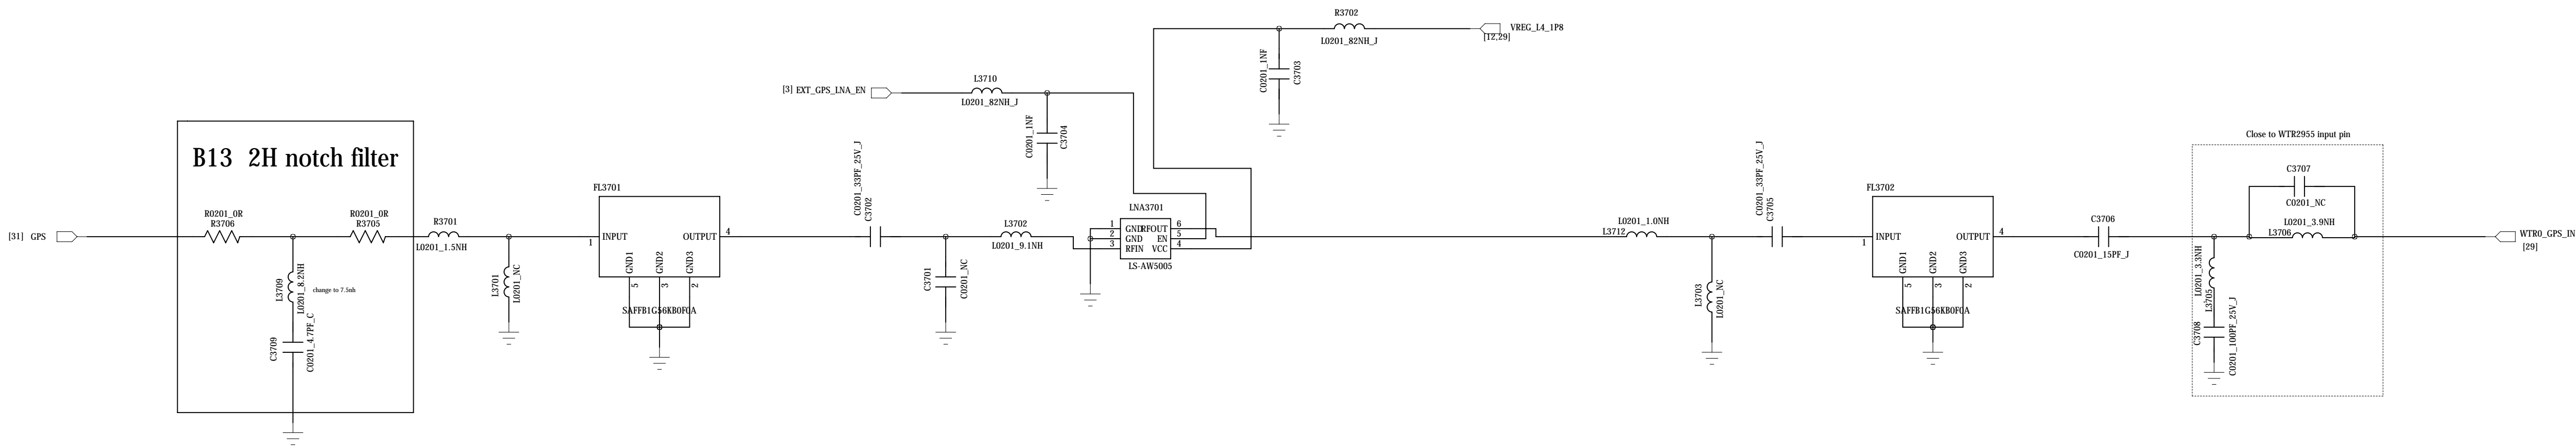 R3702
L0201_82NH_J
VREG_L4_1P8
[12,29]
C0201_1NF
C3703
[3] EXT_GPS_LNA_EN
L3710
L0201_82NH_J
C0201_1NF
C3704
B13 2H notch filter
[31] GPS
R0201_0R
R3706
R0201_0R
R3705
L3709
L0201_8.2NH
change to 7.5nh
C3709
C0201_4.7PF_C
R3701
L0201_1.5NH
L3701
L0201_NC
FL3701
1
INPUT
OUTPUT
4
GND1
GND2
GND3
5
3
2
SAFFB1G56KB0F0A
C0201_33PF_25V_J
C3702
C3701
C0201_NC
L3702
L0201_9.1NH
LNA3701
1
GND
RFOUT
6
2
GND
EN
5
3
RFIN
VCC
4
LS-AW5005
L0201_1.0NH
L3712
L3703
L0201_NC
C0201_33PF_25V_J
C3705
FL3702
1
INPUT
OUTPUT
4
GND1
GND2
GND3
5
3
2
SAFFB1G56KB0F0A
C3706
C0201_15PF_J
Close to WTR2955 input pin
C3707
C0201_NC
L0201_3.9NH
L3706
L0201_3.3NH
L3705
C3708
C0201_100PF_25V_J
WTR0_GPS_IN
[29]